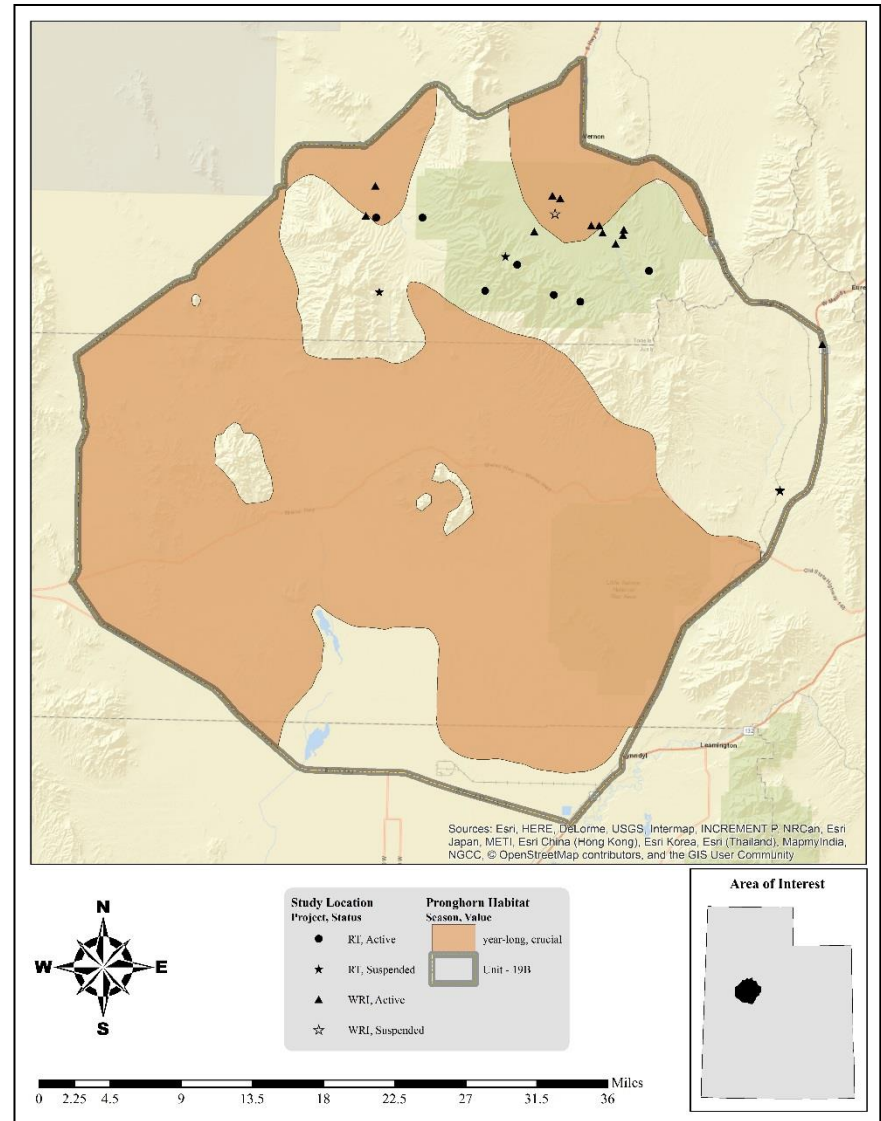 Vernon
Lynndyl
Leamington
132
Sources: Esri, HERE, DeLorme, USGS, Intermap, INCREMENT P, NRCan, Esri
Japan, METI, Esri China (Hong Kong), Esri Korea, Esri (Thailand), MapmyIndia,
NGCC, © OpenStreetMap contributors, and the GIS User Community
N
W
E
S
Study Location
Project, Status
RT, Active
RT, Suspended
WRI, Active
WRI, Suspended
Pronghorn Habitat
Season, Value
year-long, crucial
Unit - 19B
Area of Interest
Miles
0 2.25 4.5 9 13.5 18 22.5 27 31.5 36